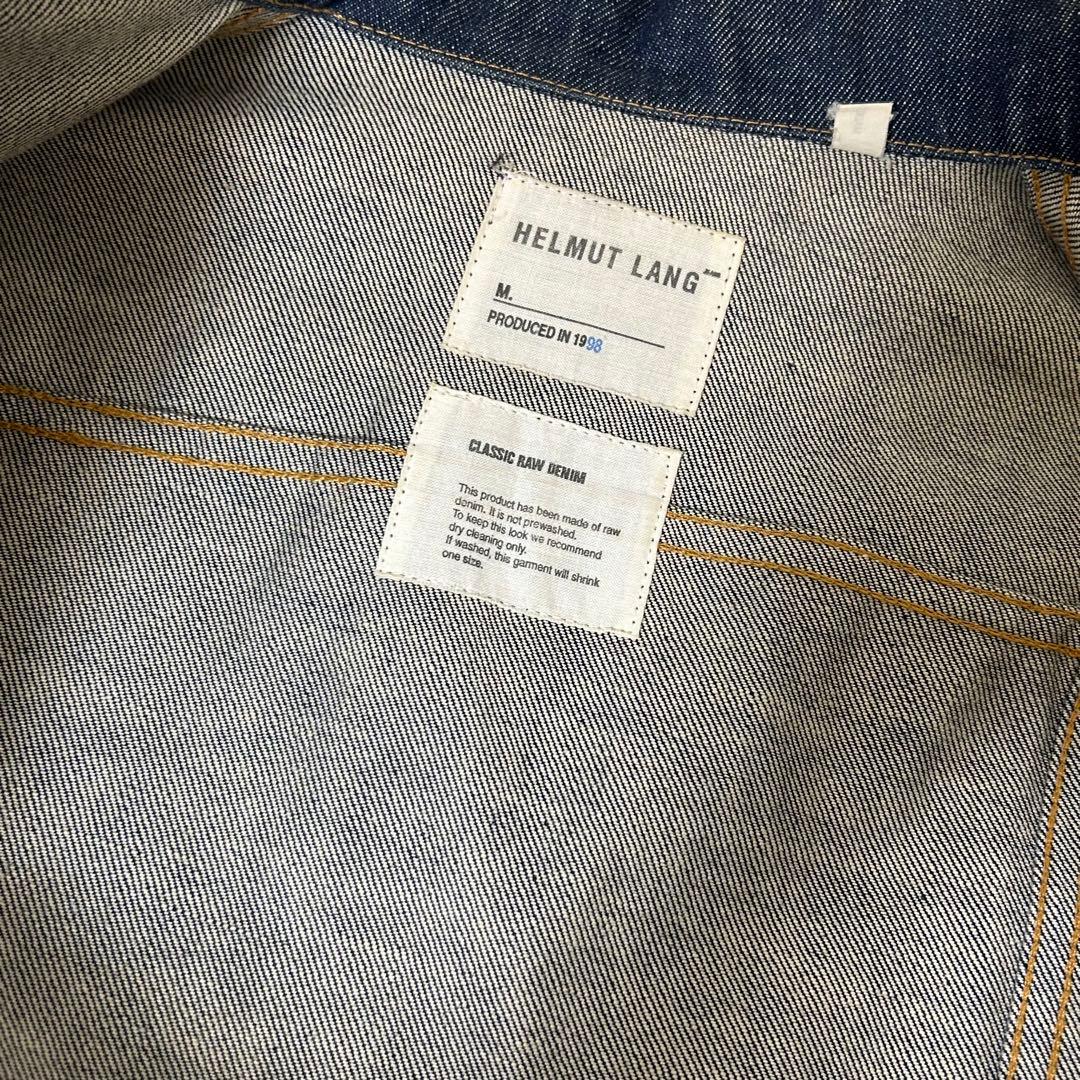 HELMUT LANG JEANS
M.
PRODUCED IN 1998
CLASSIC RAW DENIM
This product has been made of raw
denim. It is not prewashed.
To keep this look we recommend
dry cleaning only.
If washed, this garment will shrink
one size.